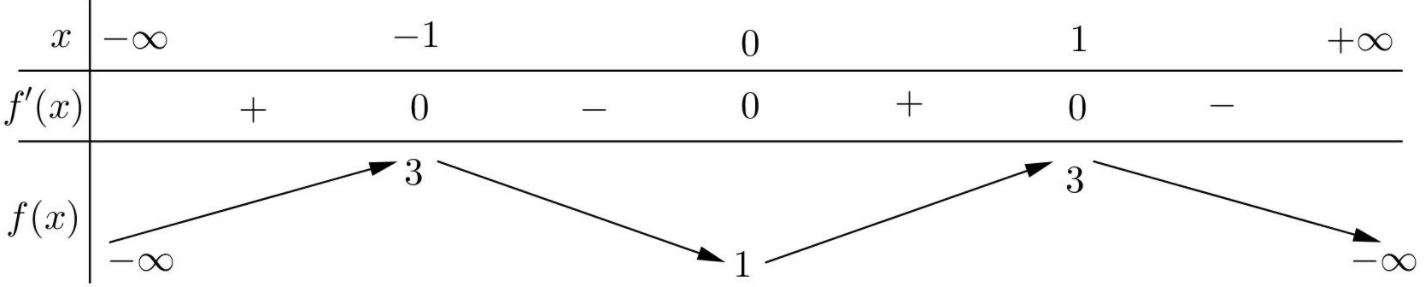 x −∞ −1 0 1 +∞
f′(x) + 0 − 0 + 0 −
f(x) −∞ 3 1 3 −∞